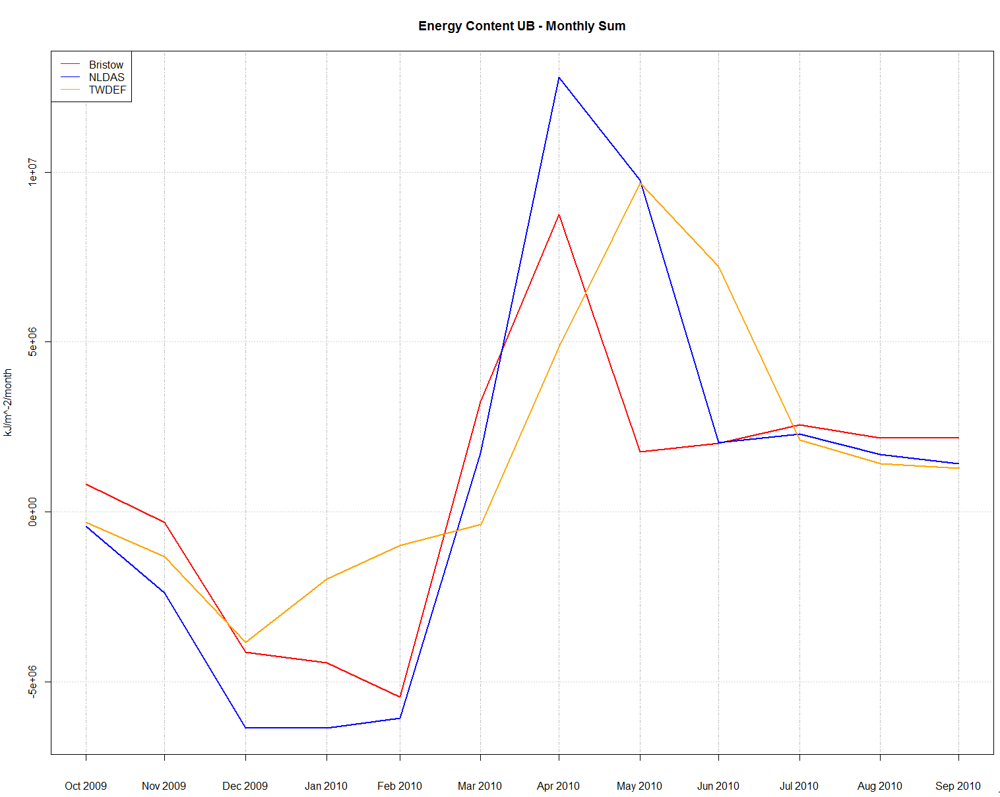 Energy Content UB - Monthly Sum
Bristow
NLDAS
TWDEF
1e+07
5e+06
0e+00
-5e+06
kJ/m^-2/month
Oct 2009 Nov 2009 Dec 2009 Jan 2010 Feb 2010 Mar 2010 Apr 2010 May 2010 Jun 2010 Jul 2010 Aug 2010 Sep 2010